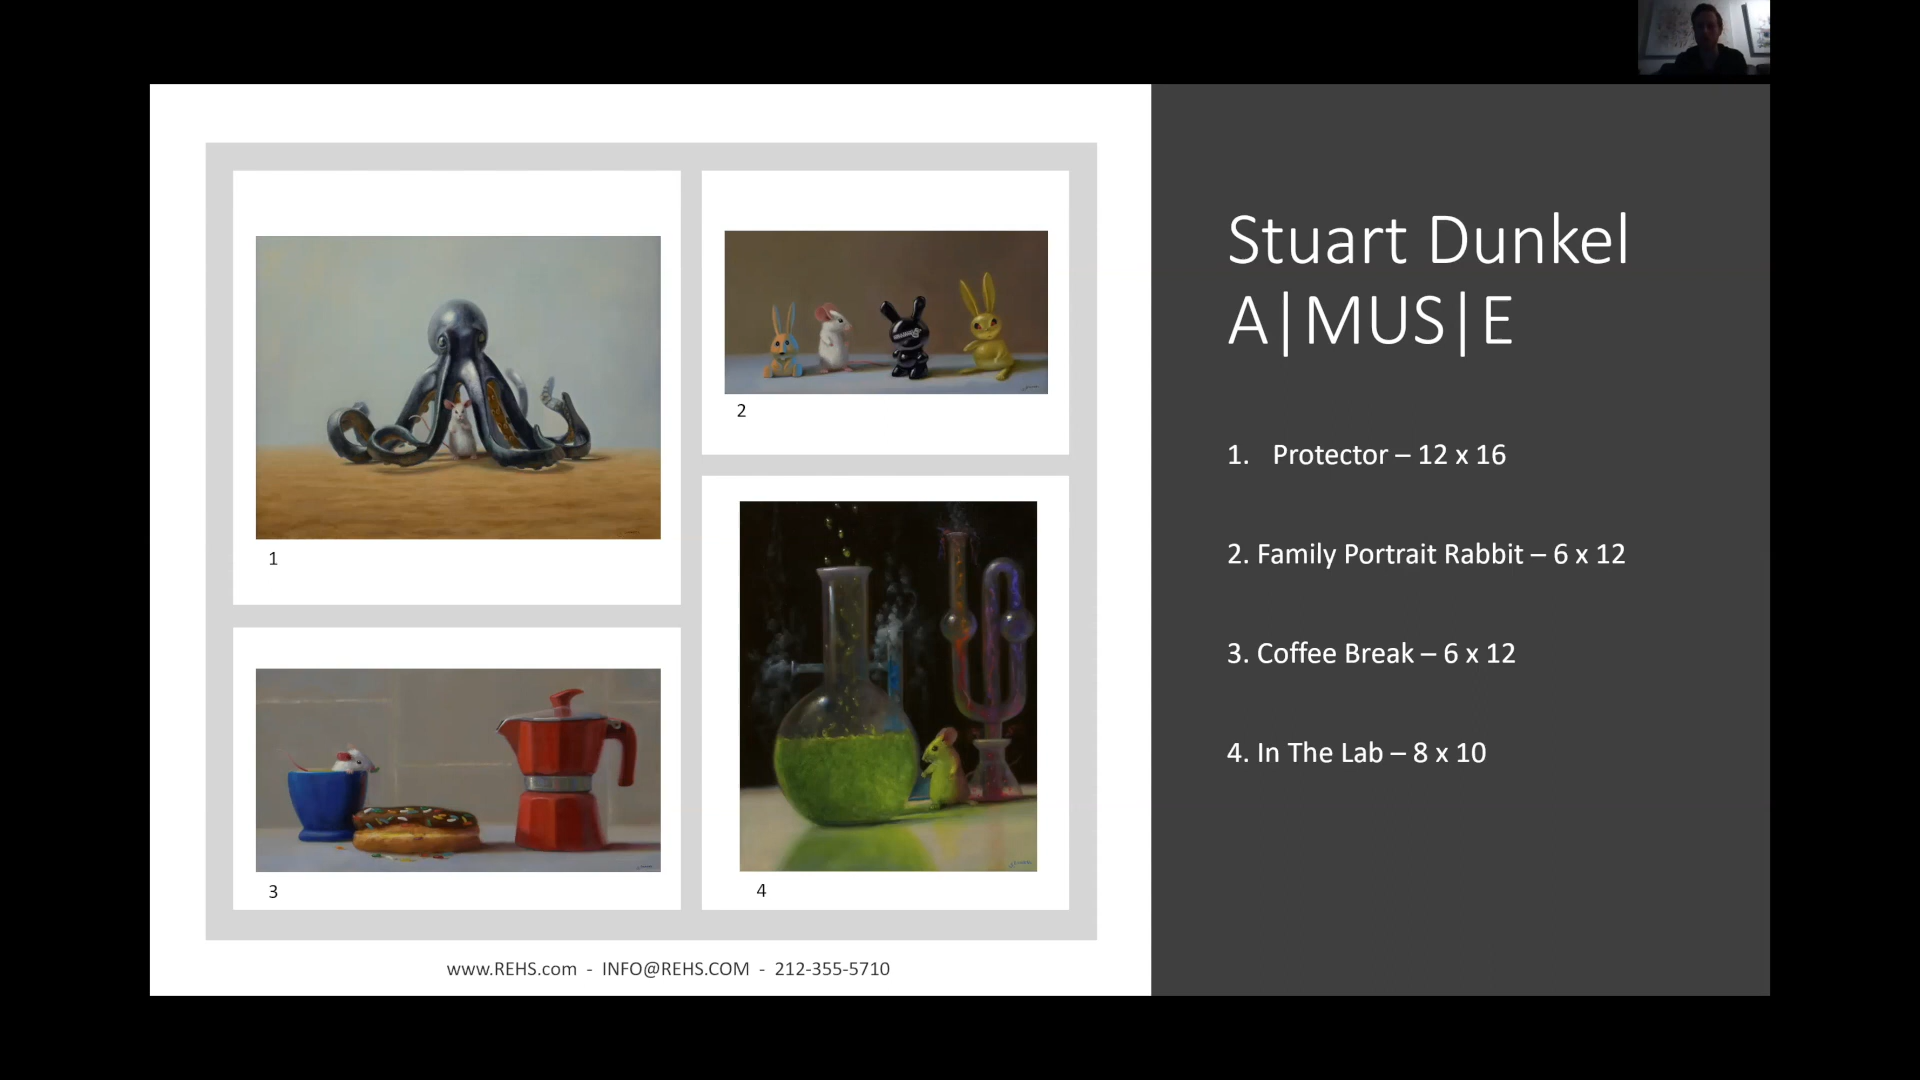 Stuart Dunkel
A|MUS|E
1. Protector – 12 x 16
2. Family Portrait Rabbit – 6 x 12
3. Coffee Break – 6 x 12
4. In The Lab – 8 x 10
1
2
3
4
www.REHS.com - INFO@REHS.COM - 212-355-5710